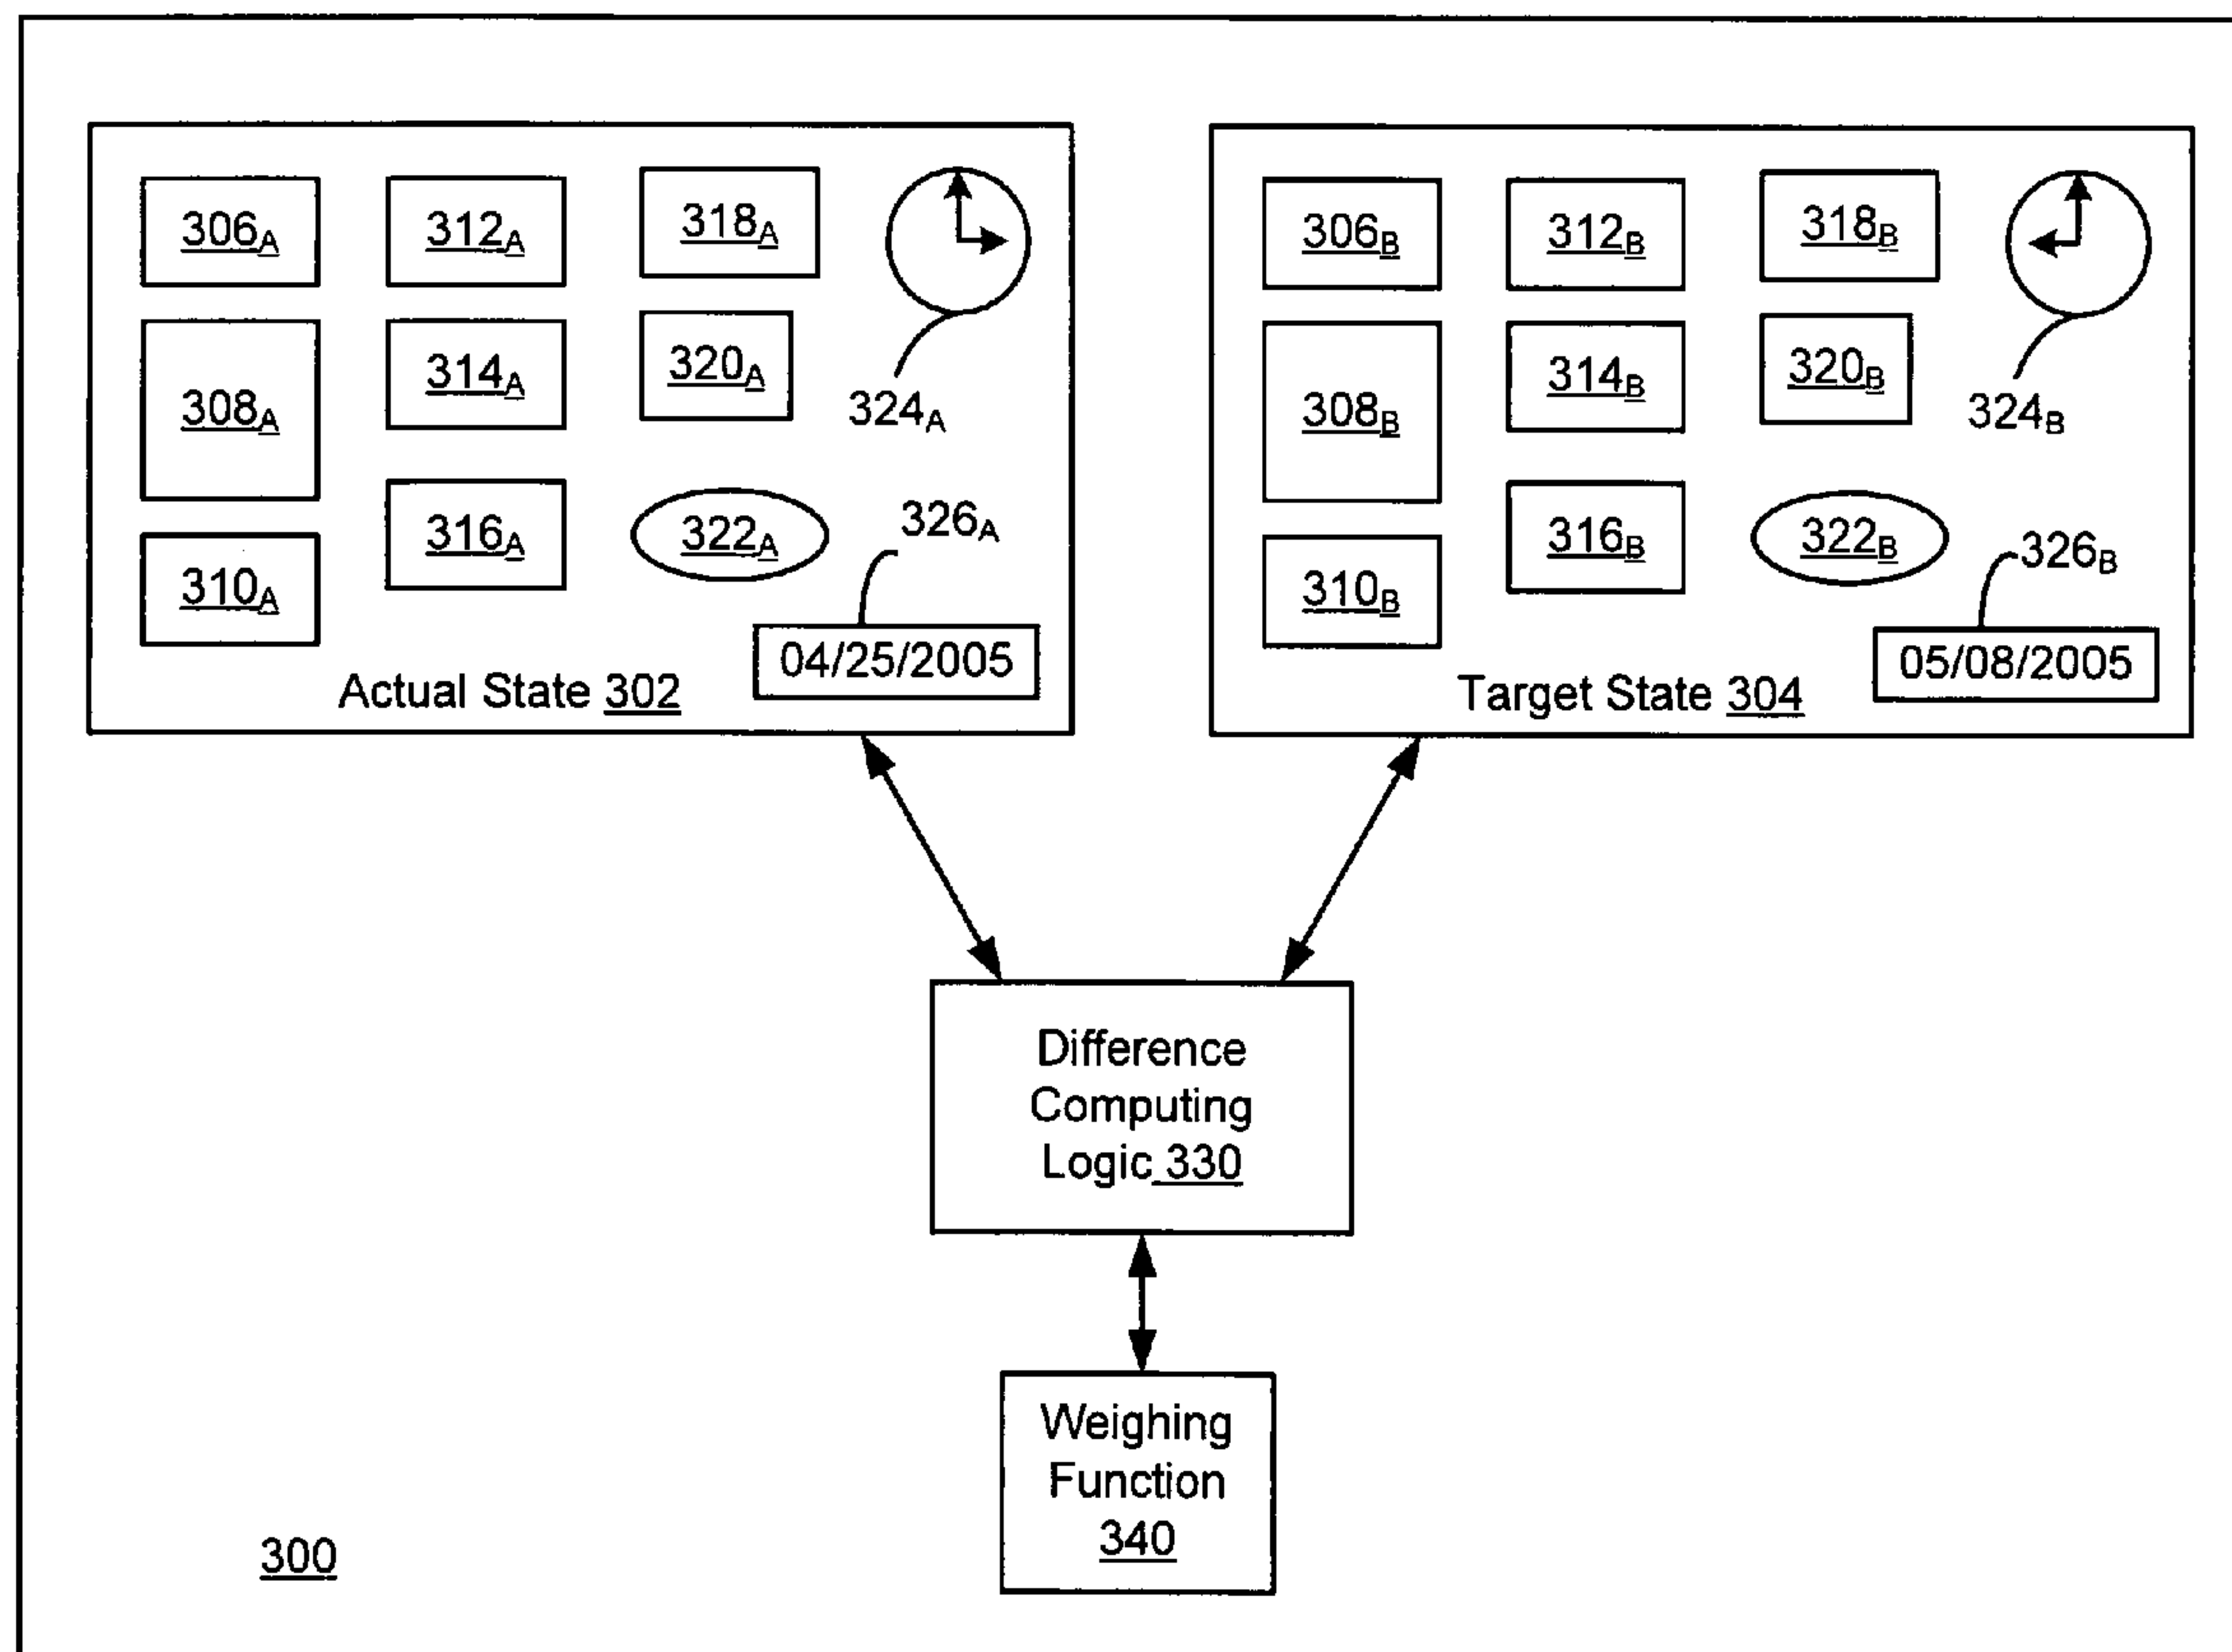 306A
312A
318A
308A
314A
320A
324A
310A
316A
322A
326A
04/25/2005
Actual State 302
306B
312B
318B
308B
314B
320B
324B
310B
316B
322B
326B
05/08/2005
Target State 304
Difference
Computing
Logic 330
Weighing
Function
340
300